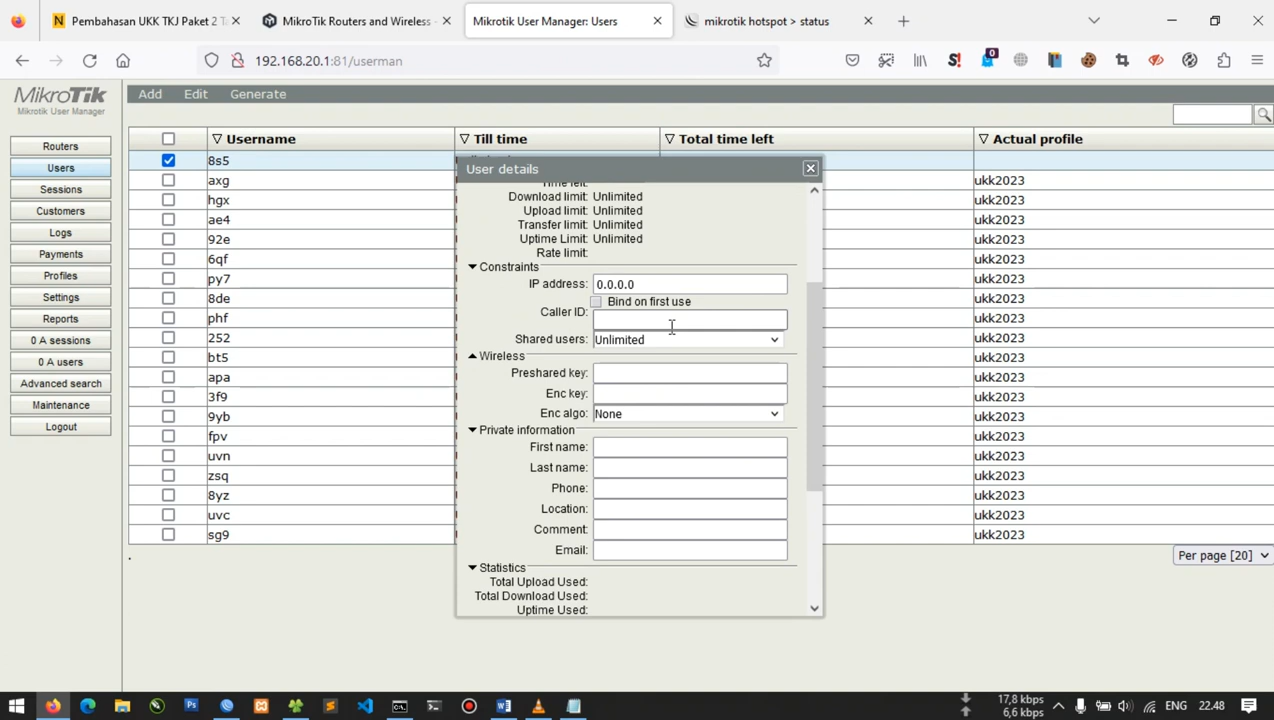 Pembahasan UKK TKJ Paket 2 T
MikroTik Routers and Wireless
Mikrotik User Manager: Users
mikrotik hotspot > status
192.168.20.1:81/userman
0
MikroTik
Mikrotik User Manager
Add
Edit
Generate
Routers
Users
Sessions
Customers
Logs
Payments
Profiles
Settings
Reports
0 A sessions
0 A users
Advanced search
Maintenance
Logout
Username
Till time
Total time left
Actual profile
8s5
axg
ukk2023
hgx
ukk2023
ae4
ukk2023
92e
ukk2023
6qf
ukk2023
py7
ukk2023
8de
ukk2023
phf
ukk2023
252
ukk2023
bt5
ukk2023
apa
ukk2023
3f9
ukk2023
9yb
ukk2023
fpv
ukk2023
uvn
ukk2023
zsq
ukk2023
8yz
ukk2023
uvc
ukk2023
sg9
ukk2023
Per page [20]
User details
Time left:
Download limit: Unlimited
Upload limit: Unlimited
Transfer limit: Unlimited
Uptime Limit: Unlimited
Rate limit:
Constraints
IP address: 0.0.0.0
Bind on first use
Caller ID:
Shared users: Unlimited
Wireless
Preshared key:
Enc key:
Enc algo: None
Private information
First name:
Last name:
Phone:
Location:
Comment:
Email:
Statistics
Total Upload Used:
Total Download Used:
Uptime Used:
17,8 kbps
6,6 kbps
ENG
22.48